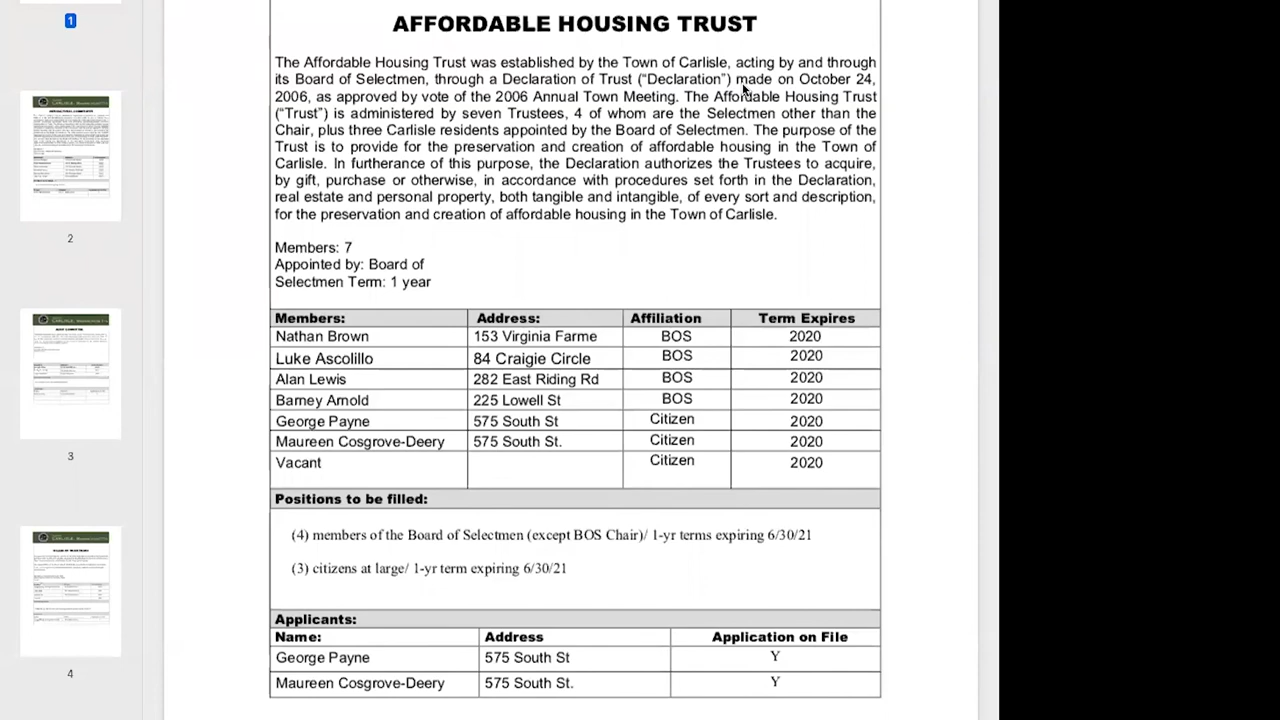 1
AFFORDABLE HOUSING TRUST
The Affordable Housing Trust was established by the Town of Carlisle, acting by and through
its Board of Selectmen, through a Declaration of Trust (“Declaration”) made on October 24,
2006, as approved by vote of the 2006 Annual Town Meeting. The Affordable Housing Trust
(“Trust”) administered by seven trustees, 4 of whom are the Selectmen other than the
Chair, plus three Carlisle residents appointed by the Board of Selectmen. The purpose of the
Trust is to provide for the preservation and creation of affordable housing in the Town of
Carlisle. In furtherance of this purpose, the Declaration authorizes the Trustees to acquire,
by gift, purchase or otherwise in accordance with procedures set forth in the Declaration,
real estate and personal property, both tangible and intangible, of every sort and description,
for the preservation and creation of affordable housing in the Town of Carlisle.
Members: 7
Appointed by: Board of
Selectmen Term: 1 year
Members: Address: Affiliation Term Expires
Nathan Brown 154 Virginia Farme BOS 2020
Luke Ascolillo 84 Craigie Circle BOS 2020
Alan Lewis 282 East Riding Rd BOS 2020
Barney Arnold 225 Lowell St BOS 2020
George Payne 575 South St Citizen 2020
Maureen Cosgrove-Deery 575 South St. Citizen 2020
Vacant Citizen 2020
Positions to be filled:
(4) members of the Board of Selectmen (except BOS Chair)/ 1-yr terms expiring 6/30/21
(3) citizens at large/ 1-yr term expiring 6/30/21
Applicants:
Name: Address Application on File
George Payne 575 South St Y
Maureen Cosgrove-Deery 575 South St. Y
2
3
4